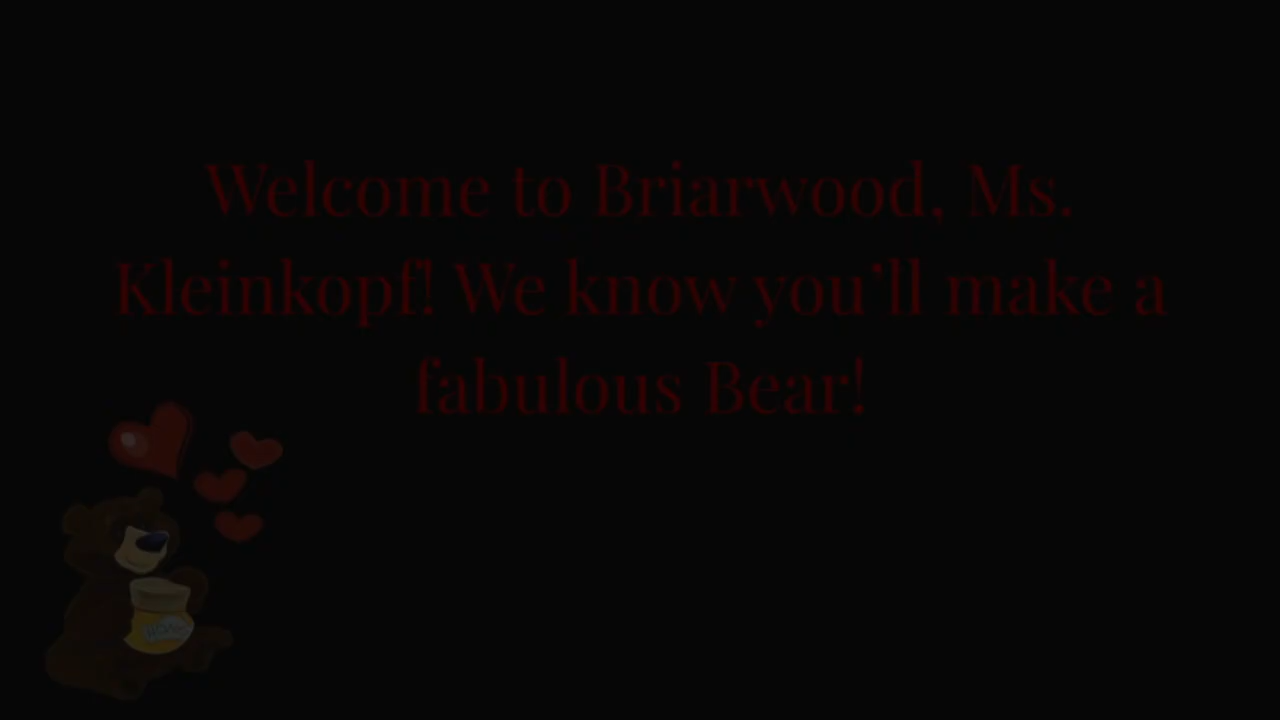 Welcome to Briarwood, Ms.
Kleinkopf! We know you’ll make a
fabulous Bear!